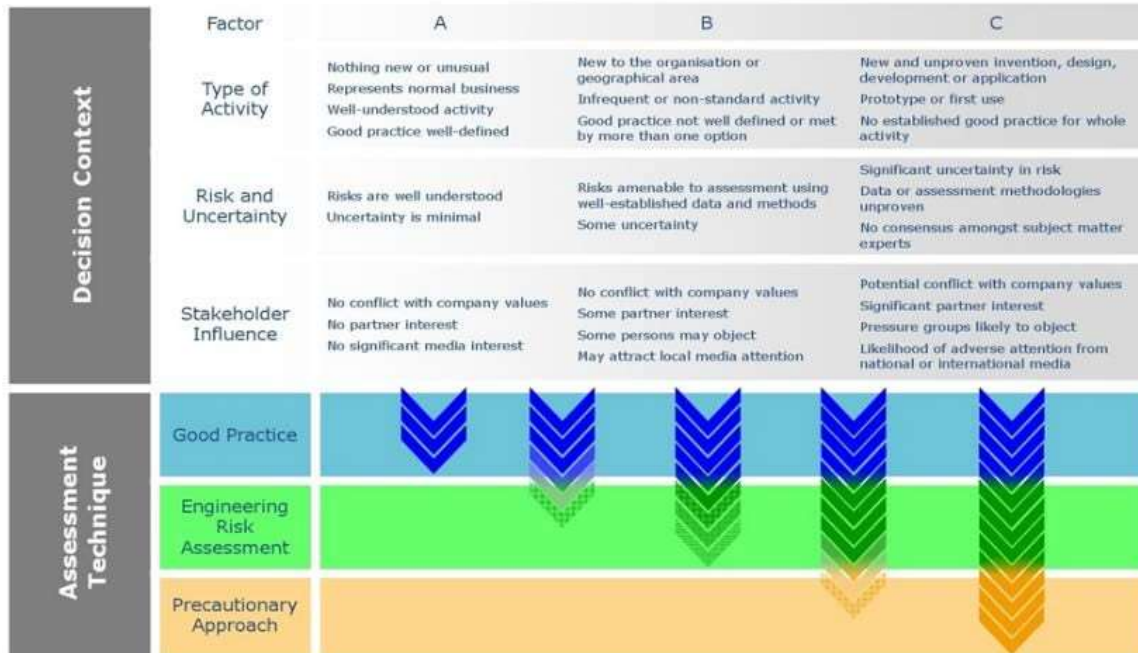 Decision Context
Factor
A
B
C
Type of
Activity
Nothing new or unusual
Represents normal business
Well-understood activity
Good practice well-defined
New to the organisation or
geographical area
Infrequent or non-standard activity
Good practice not well defined or met
by more than one option
New and unproven invention, design,
development or application
Prototype or first use
No established good practice for whole
activity
Risk and
Uncertainty
Risks are well understood
Uncertainty is minimal
Risks amenable to assessment using
well-established data and methods
Some uncertainty
Significant uncertainty in risk
Data or assessment methodologies
unproven
No consensus amongst subject matter
experts
Stakeholder
Influence
No conflict with company values
No partner interest
No significant media interest
No conflict with company values
Some partner interest
Some persons may object
May attract local media attention
Potential conflict with company values
Significant partner interest
Pressure groups likely to object
Likelihood of adverse attention from
national or international media
Assessment
Technique
Good Practice
Engineering
Risk
Assessment
Precautionary
Approach